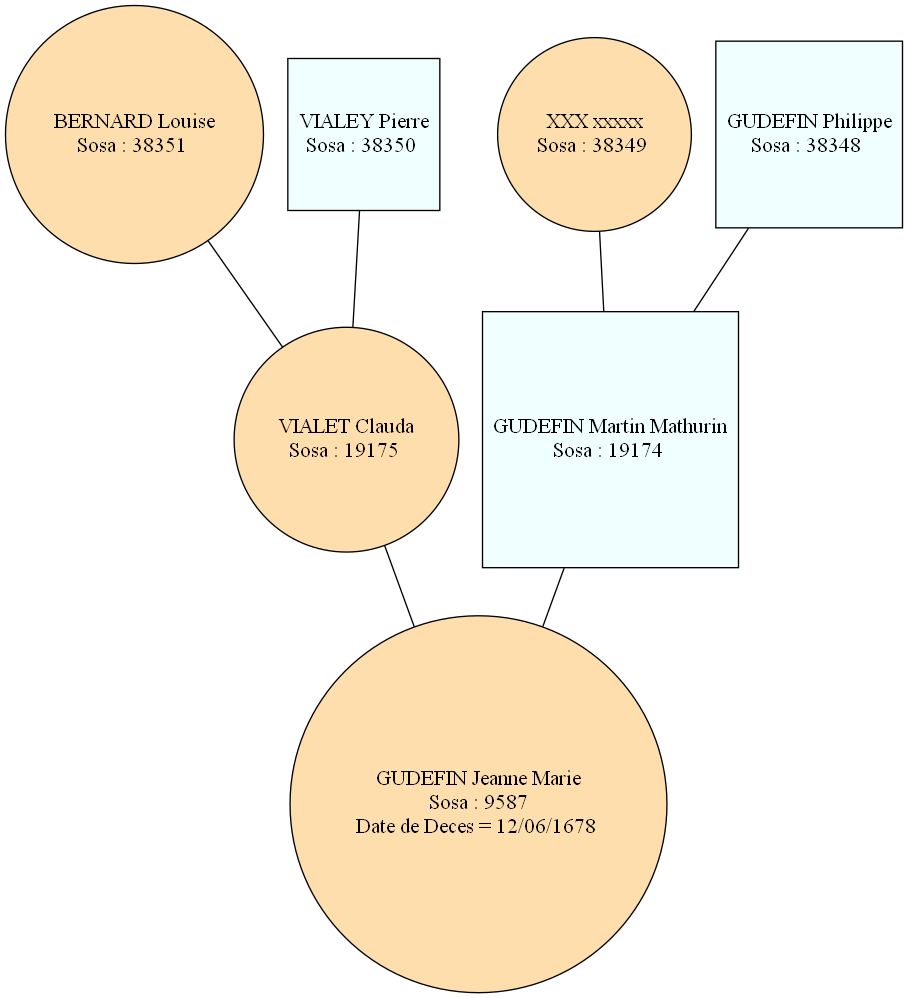 BERNARD Louise
Sosa : 38351
VIALEY Pierre
Sosa : 38350
XXX xxxxx
Sosa : 38349
GUDEFIN Philippe
Sosa : 38348
VIALET Clauda
Sosa : 19175
GUDEFIN Martin Mathurin
Sosa : 19174
GUDEFIN Jeanne Marie
Sosa : 9587
Date de Deces = 12/06/1678